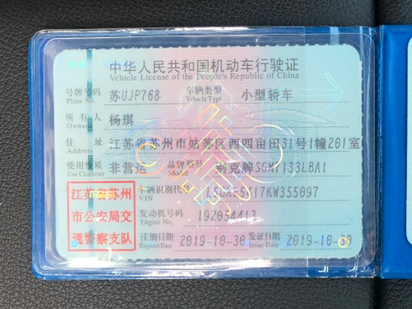 中华人民共和国机动车行驶证
Vehicle License of the People's Republic of China
号牌号码 苏UJP768 车辆类型 小型轿车
Plate No. Vehicle Type
所有人 杨琪
Owner
住址 江苏省苏州市姑苏区西四亩田31号1幢201室
Address
使用性质 非营运 品牌型号 别克牌SGM7133LBA1
Use Character Model
江苏省苏州
市公安局交
通警察支队
车辆识别代号
VIN
发动机号码 192054413
Engine No.
注册日期 2019-10-30 发证日期 2019-10-30
Register Date Issue Date